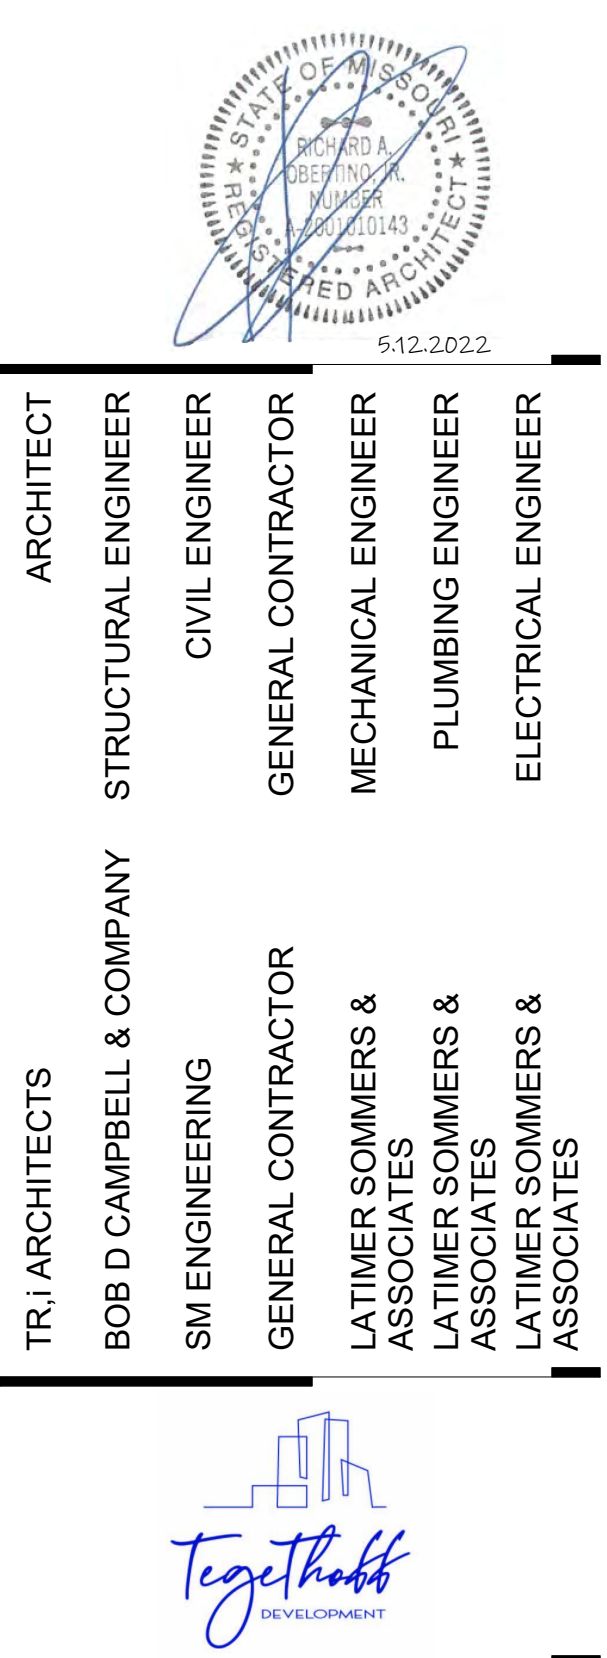 STATE OF MISSOURI
RICHARD A.
OBERTINO, JR.
NUMBER
A-2001010143
★ REGISTERED ARCHITECT ★
5.12.2022
TR,i ARCHITECTS ARCHITECT
BOB D CAMPBELL & COMPANY STRUCTURAL ENGINEER
SM ENGINEERING CIVIL ENGINEER
GENERAL CONTRACTOR GENERAL CONTRACTOR
LATIMER SOMMERS & MECHANICAL ENGINEER
ASSOCIATES
LATIMER SOMMERS & PLUMBING ENGINEER
ASSOCIATES
LATIMER SOMMERS & ELECTRICAL ENGINEER
ASSOCIATES
Tegethoff
DEVELOPMENT